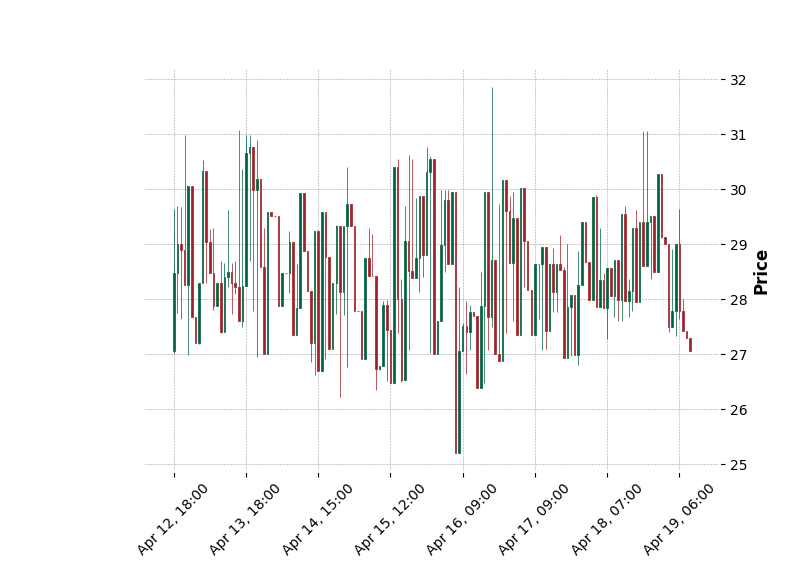 32
31
30
29
28
27
26
25
Price
Apr 12, 18:00
Apr 13, 18:00
Apr 14, 15:00
Apr 15, 12:00
Apr 16, 09:00
Apr 17, 09:00
Apr 18, 07:00
Apr 19, 06:00